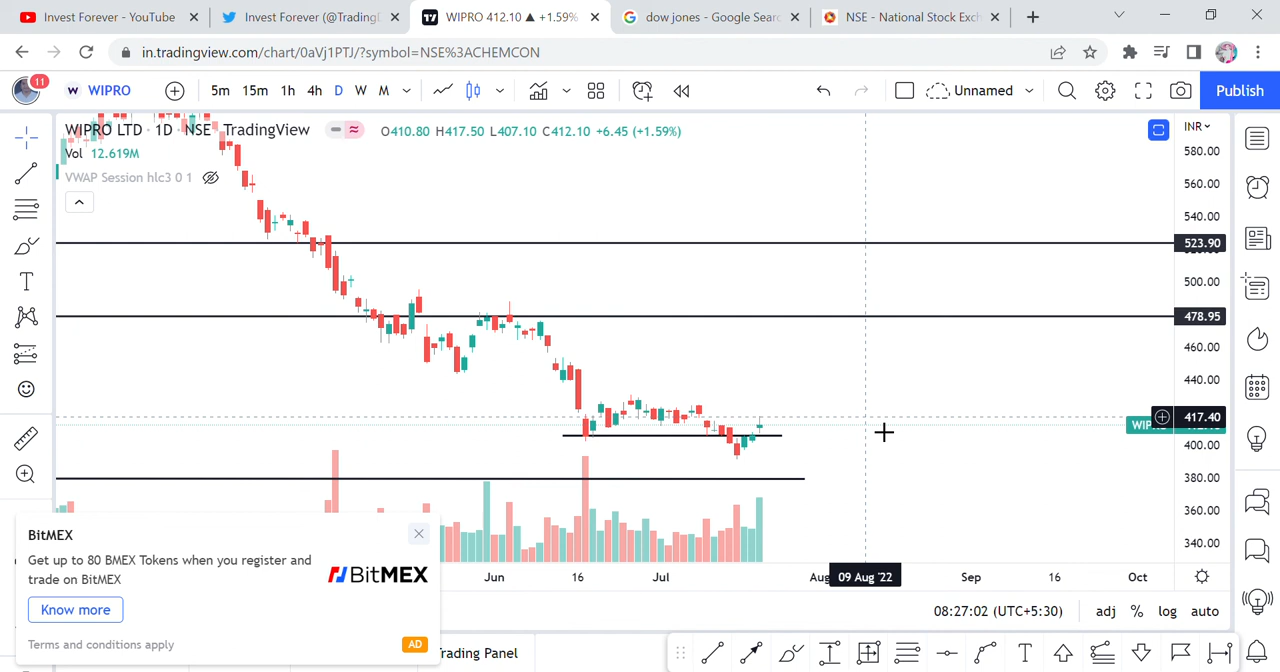 Invest Forever - YouTube
Invest Forever (@Trading
WIPRO 412.10 ▲ +1.59%
dow jones - Google Sear
NSE - National Stock Exch
in.tradingview.com/chart/0aVj1PTJ/?symbol=NSE%3ACHEMCON
11
W WIPRO
5m 15m 1h 4h D W M
Unnamed
Publish
WIPRO LTD · 1D · NSE · TradingView
O410.80 H417.50 L407.10 C412.10 +6.45 (+1.59%)
INR
Vol 12.619M
VWAP Session hlc3 0 1
580.00
560.00
540.00
523.90
500.00
478.95
460.00
440.00
417.40
WIPR
400.00
380.00
360.00
340.00
BitMEX
Get up to 80 BMEX Tokens when you register and
trade on BitMEX
BitMEX
Know more
Terms and conditions apply
AD
Jun 16 Jul Aug 09 Aug '22 Sep 16 Oct
08:27:02 (UTC+5:30) adj % log auto
rading Panel